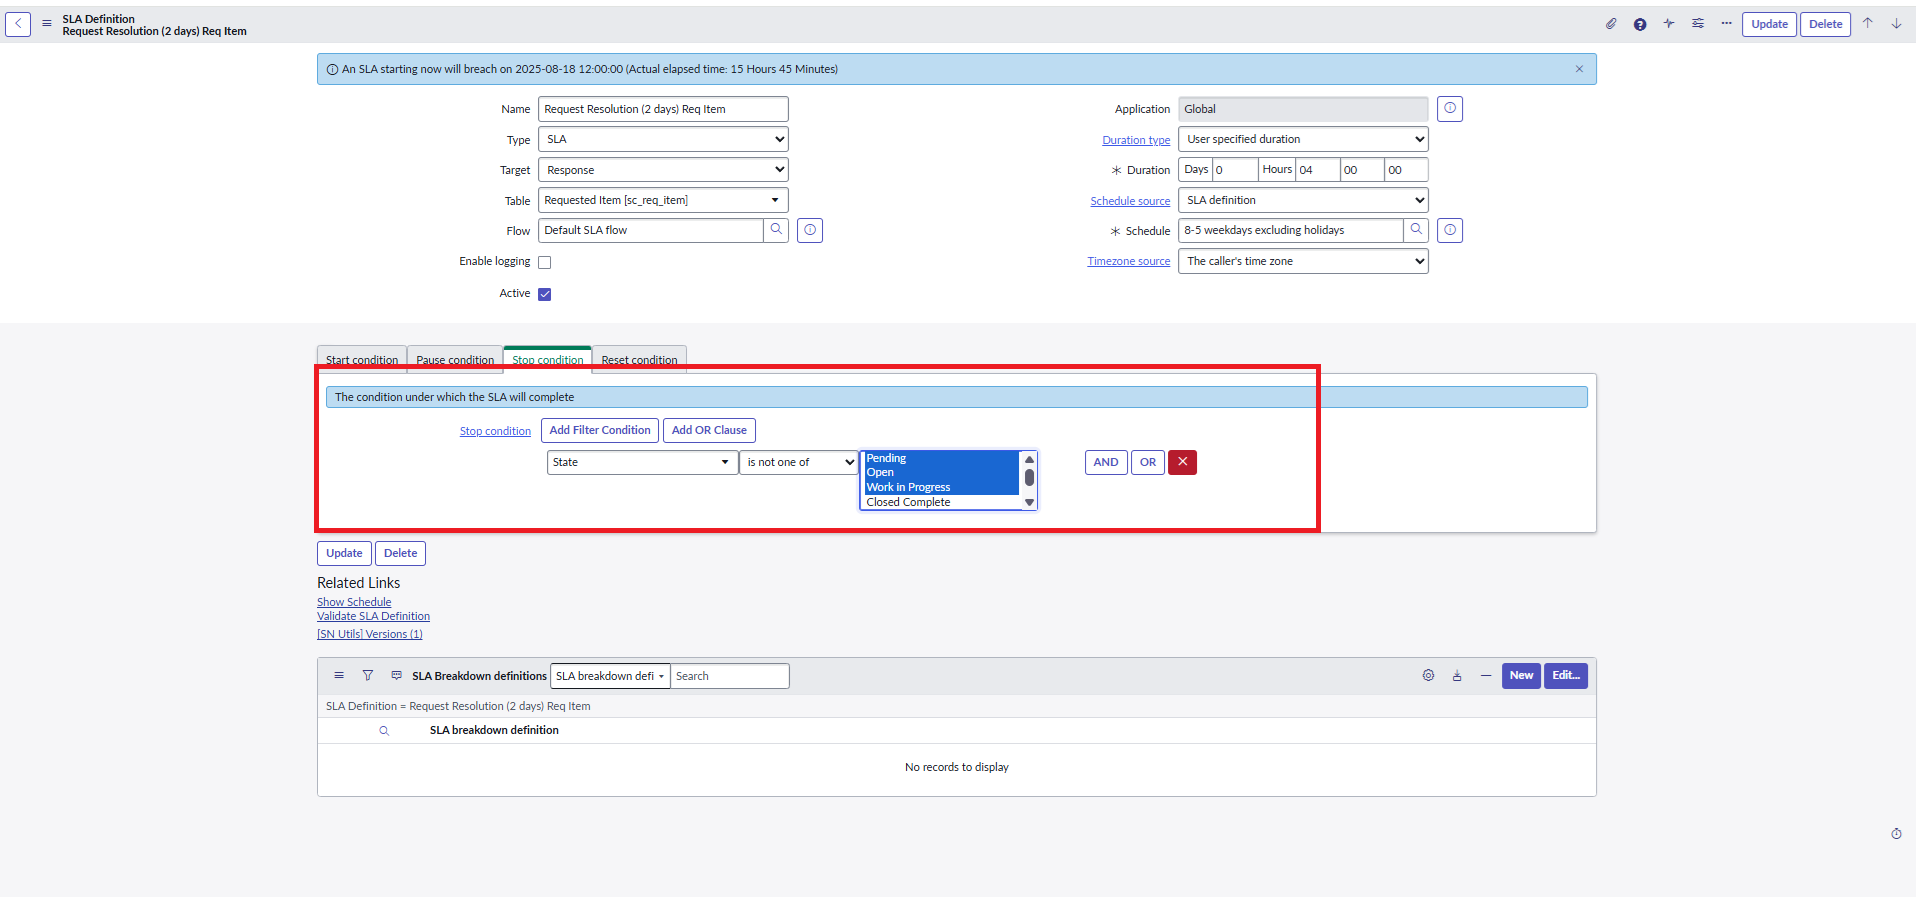 SLA Definition
Request Resolution (2 days) Req Item
Update
Delete
An SLA starting now will breach on 2025-08-18 12:00:00 (Actual elapsed time: 15 Hours 45 Minutes)
Name
Request Resolution (2 days) Req Item
Type
SLA
Target
Response
Table
Requested Item [sc_req_item]
Flow
Default SLA flow
Enable logging
Active
Application
Global
Duration type
User specified duration
Duration
Days 0 Hours 04 00 00
Schedule source
SLA definition
Schedule
8-5 weekdays excluding holidays
Timezone source
The caller's time zone
Start condition
Pause condition
Stop condition
Reset condition
The condition under which the SLA will complete
Stop condition
Add Filter Condition
Add OR Clause
State
is not one of
Pending
Open
Work in Progress
Closed Complete
AND
OR
Update
Delete
Related Links
Show Schedule
Validate SLA Definition
[SN Utils] Versions (1)
SLA Breakdown definitions
SLA breakdown defi
Search
New
Edit...
SLA Definition = Request Resolution (2 days) Req Item
SLA breakdown definition
No records to display